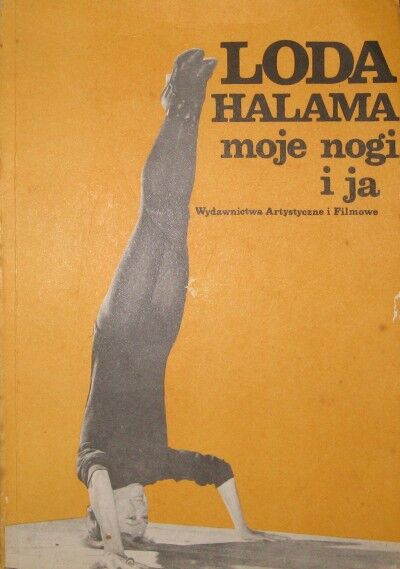 LODA
HALAMA
moje nogi
i ja
Wydawnictwa Artystyczne i Filmowe